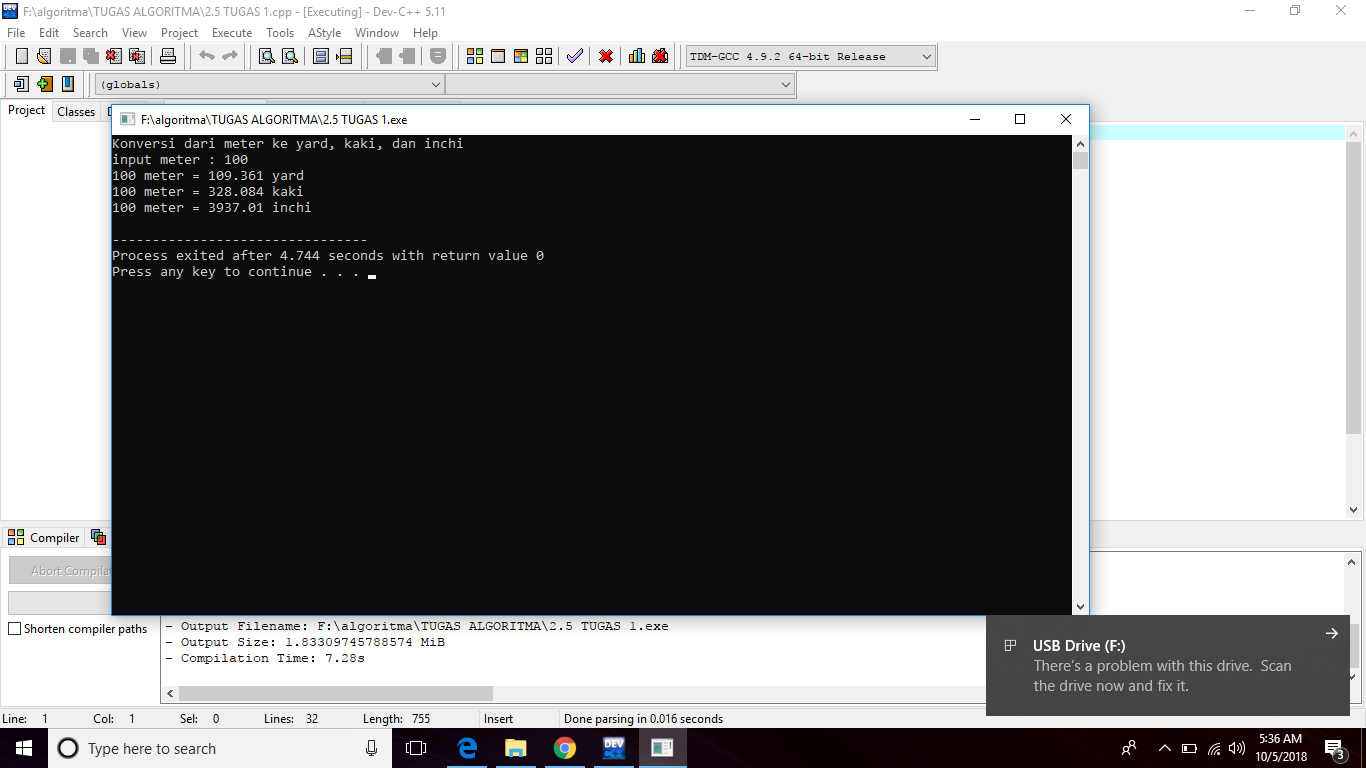 F:\algoritma\TUGAS ALGORITMA\2.5 TUGAS 1.cpp - [Executing] - Dev-C++ 5.11
File Edit Search View Project Execute Tools AStyle Window Help
TDM-GCC 4.9.2 64-bit Release
(globals)
Project Classes
F:\algoritma\TUGAS ALGORITMA\2.5 TUGAS 1.exe
Konversi dari meter ke yard, kaki, dan inchi
input meter : 100
100 meter = 109.361 yard
100 meter = 328.084 kaki
100 meter = 3937.01 inchi
--------------------------------
Process exited after 4.744 seconds with return value 0
Press any key to continue . . .
Compiler
Abort
Shorten compiler paths
- Output Filename: F:\algoritma\TUGAS ALGORITMA\2.5 TUGAS 1.exe
- Output Size: 1.83309745788574 MiB
- Compilation Time: 7.28s
USB Drive (F:)
There's a problem with this drive. Scan
the drive now and fix it.
Line: 1 Col: 1 Sel: 0 Lines: 32 Length: 755 Insert Done parsing in 0.016 seconds
Type here to search
DEV
5:36 AM
10/5/2018
3